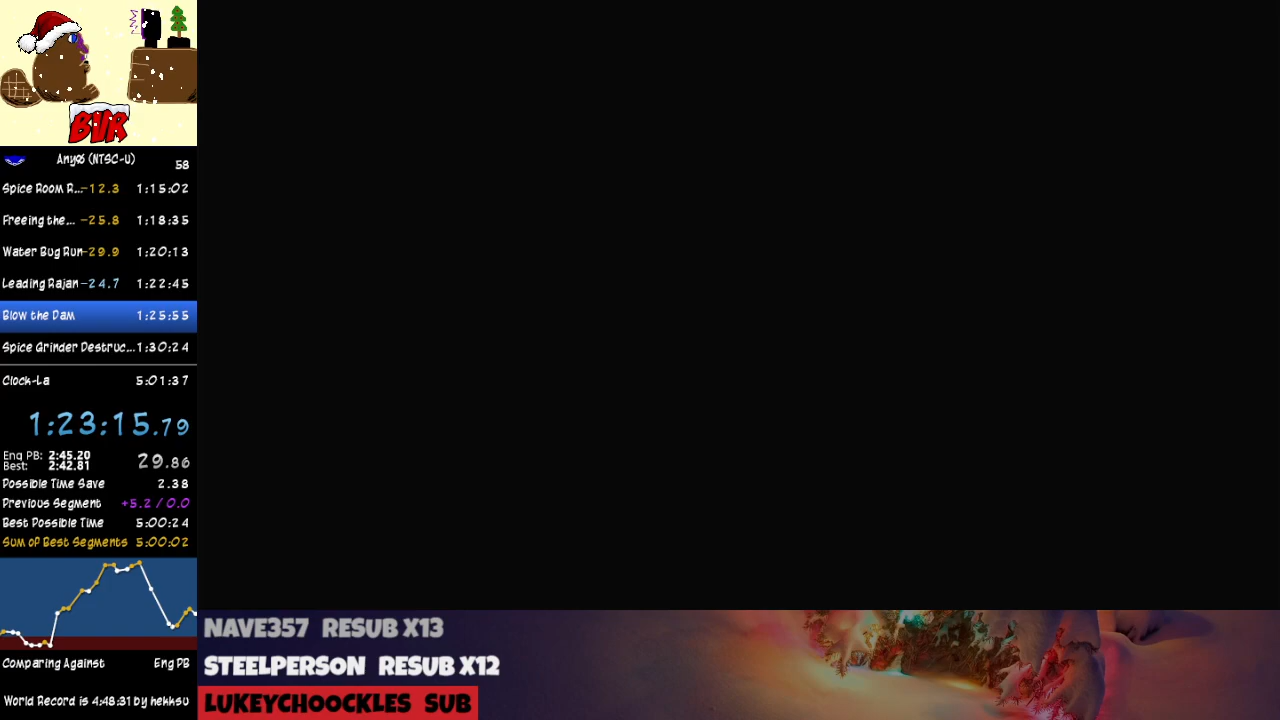 BVR
Any% (NTSC-U)
58
Spice Room R... -12.3 1:15:02
Freeing the... -25.8 1:18:35
Water Bug Run -29.9 1:20:13
Leading Rajan -24.7 1:22:45
Blow the Dam 1:25:55
Spice Grinder Destruc... 1:30:24
Clock-La 5:01:37
1:23:15.79
Eng PB: 2:45.20
Best: 2:42.81
29.86
Possible Time Save 2.38
Previous Segment +5.2 / 0.0
Best Possible Time 5:00:24
Sum of Best Segments 5:00:02
Comparing Against Eng PB
World Record is 4:48:31 by hekksu
NAVE357 RESUB X13
STEELPERSON RESUB X12
LUKEYCHOOCKLES SUB